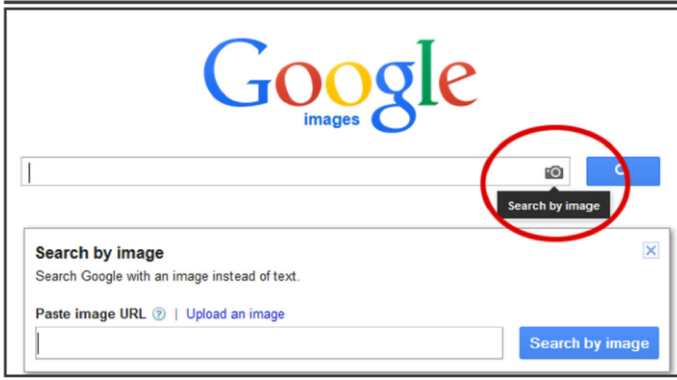 Google
images
Search by image
Search by image
Search Google with an image instead of text.
Paste image URL ? | Upload an image
Search by image